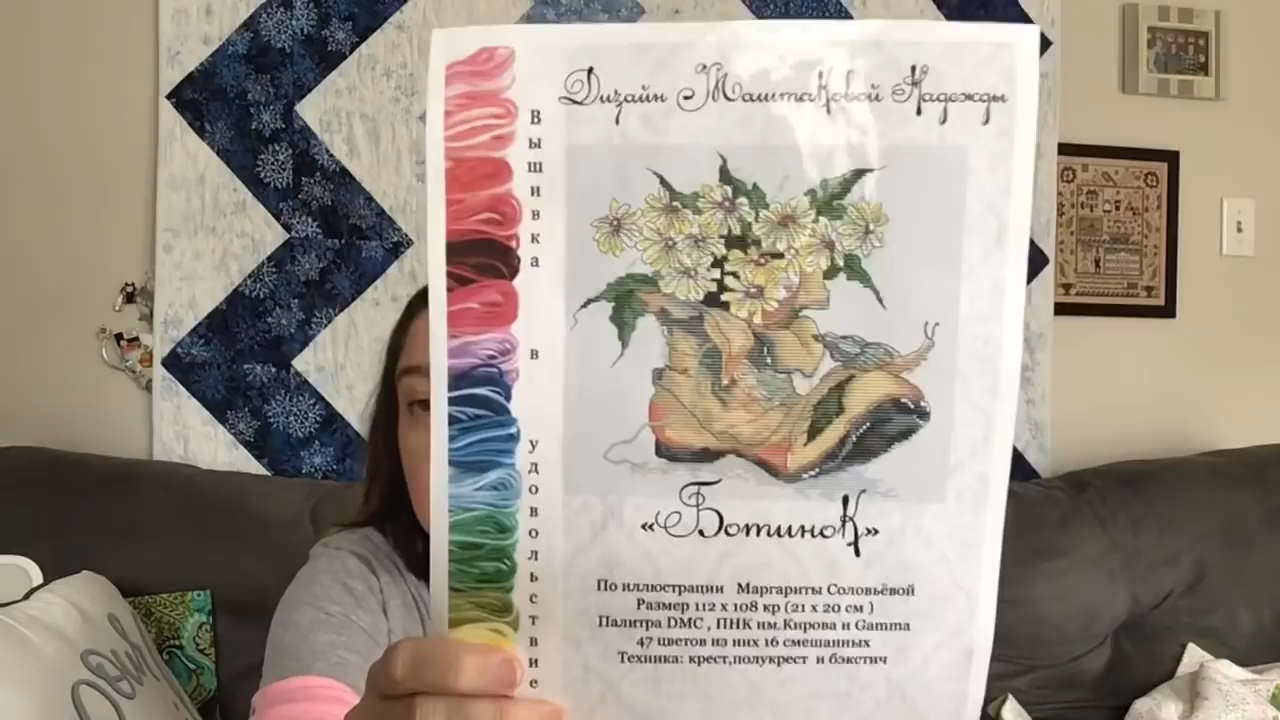 Дизайн Маштаковой Надежды
Вышивка в удовольствие
«Ботинок»
По иллюстрации Маргариты Соловьёвой
Размер 112 х 108 кр (21 х 20 см )
Палитра DMC , ПНК им.Кирова и Gamma
47 цветов из них 16 смешанных
Техника: крест,полукрест и бэкстич